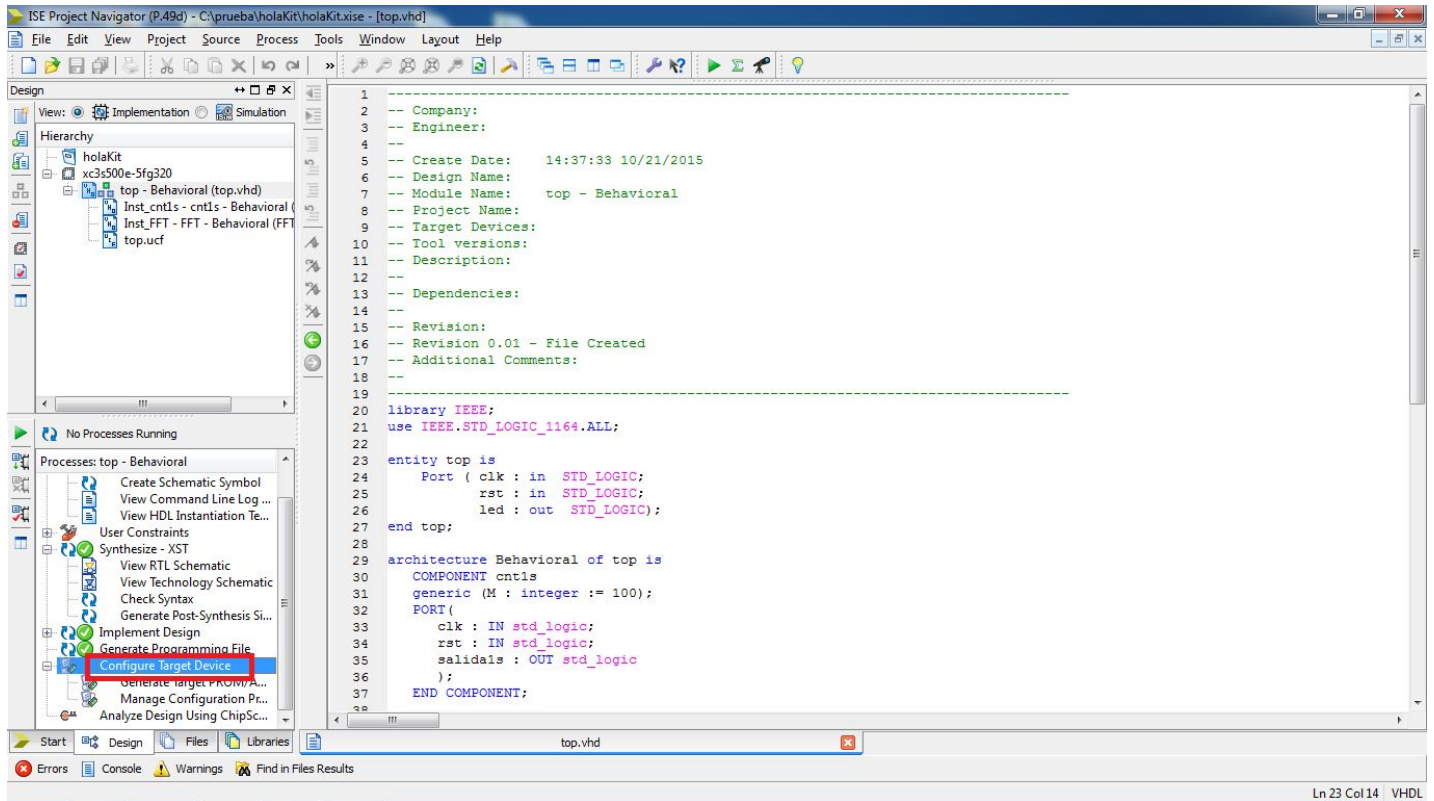 ISE Project Navigator (P.49d) - C:\prueba\holaKit\holaKit.xise - [top.vhd]
File Edit View Project Source Process Tools Window Layout Help
Design
View: Implementation Simulation
Hierarchy
holaKit
xc3s500e-5fg320
top - Behavioral (top.vhd)
Inst_cnt1s - cnt1s - Behavioral (
Inst_FFT - FFT - Behavioral (FFT
top.ucf
No Processes Running
Processes: top - Behavioral
Create Schematic Symbol
View Command Line Log ...
View HDL Instantiation Te...
User Constraints
Synthesize - XST
View RTL Schematic
View Technology Schematic
Check Syntax
Generate Post-Synthesis Si...
Implement Design
Generate Programming File
Configure Target Device
Generate Target PROM/A...
Manage Configuration Pr...
Analyze Design Using ChipSc...
Start Design Files Libraries
1 --------------------------------------------------------------------------------
2 -- Company:
3 -- Engineer:
4 --
5 -- Create Date:    14:37:33 10/21/2015
6 -- Design Name:
7 -- Module Name:    top - Behavioral
8 -- Project Name:
9 -- Target Devices:
10 -- Tool versions:
11 -- Description:
12 --
13 -- Dependencies:
14 --
15 -- Revision:
16 -- Revision 0.01 - File Created
17 -- Additional Comments:
18 --
19 --------------------------------------------------------------------------------
20 library IEEE;
21 use IEEE.STD_LOGIC_1164.ALL;
22
23 entity top is
24     Port ( clk : in  STD_LOGIC;
25            rst : in  STD_LOGIC;
26            led : out  STD_LOGIC);
27 end top;
28
29 architecture Behavioral of top is
30    COMPONENT cnt1s
31    generic (M : integer := 100);
32    PORT(
33       clk : IN std_logic;
34       rst : IN std_logic;
35       salida1s : OUT std_logic
36       );
37    END COMPONENT;
38
top.vhd
Errors Console Warnings Find in Files Results
Ln 23 Col 14 VHDL